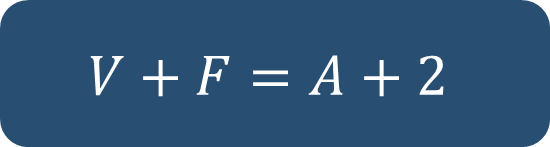 V + F = A + 2